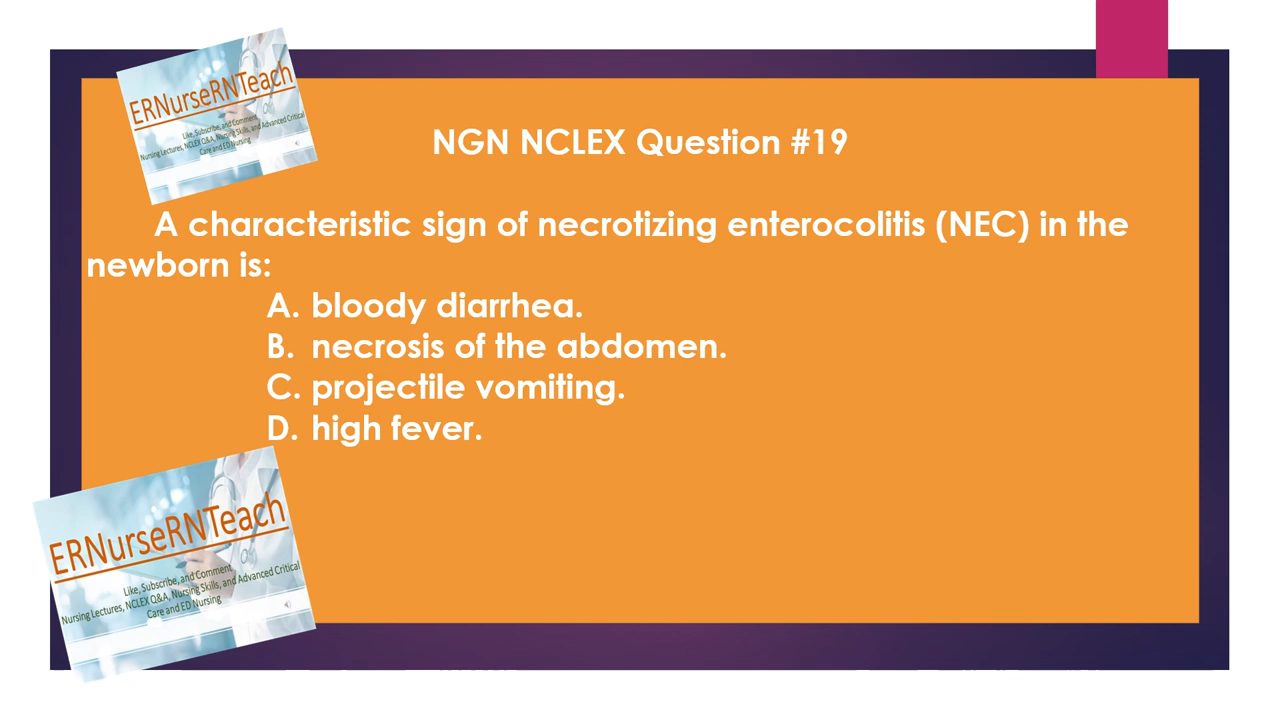 ERNurseRNTeach
Like, Subscribe, and Comment
Nursing Lectures, NCLEX Q&A, Nursing Skills, and Advanced Critical
Care and ED Nursing
NGN NCLEX Question #19
A characteristic sign of necrotizing enterocolitis (NEC) in the
newborn is:
A. bloody diarrhea.
B. necrosis of the abdomen.
C. projectile vomiting.
D. high fever.
ERNurseRNTeach
Like, Subscribe, and Comment
Nursing Lectures, NCLEX Q&A, Nursing Skills, and Advanced Critical
Care and ED Nursing